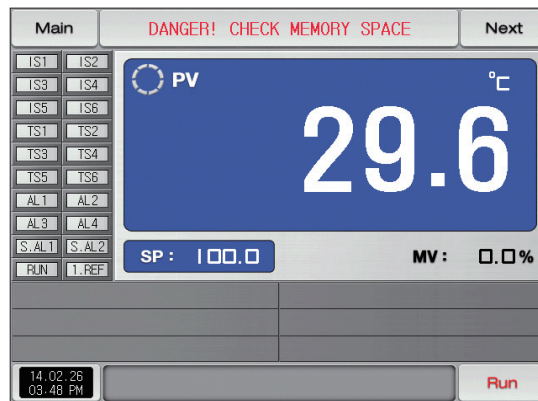 Main DANGER! CHECK MEMORY SPACE Next
IS1 IS2
IS3 IS4
IS5 IS6
TS1 TS2
TS3 TS4
TS5 TS6
AL1 AL2
AL3 AL4
S.AL1 S.AL2
RUN 1.REF
PV °C
29.6
SP : 100.0 MV : 0.0%
14.02.26
03:48 PM
Run